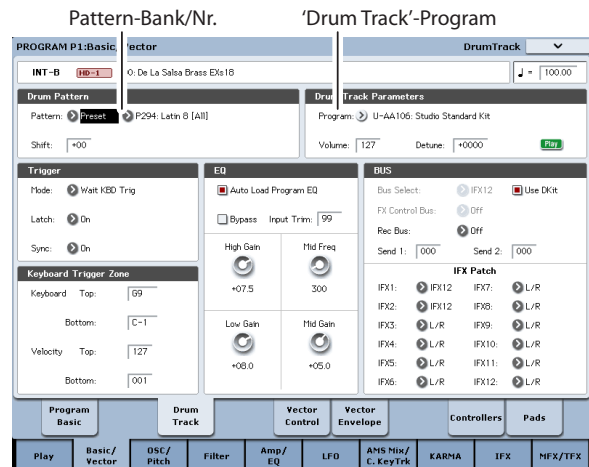 Pattern-Bank/Nr. 'Drum Track'-Program
PROGRAM P1:Basic/Vector DrumTrack
INT-B HD-1 0: De La Salsa Brass EXs18 ♩ = 100.00
Drum Pattern
Pattern: Preset P294: Latin 8 [All]
Shift: +00
Drum Track Parameters
Program: U-AA106: Studio Standard Kit
Volume: 127 Detune: +0000 Play
Trigger
Mode: Wait KBD Trig
Latch: On
Sync: On
Keyboard Trigger Zone
Keyboard Top: G9
Bottom: C-1
Velocity Top: 127
Bottom: 001
EQ
Auto Load Program EQ
Bypass Input Trim: 99
High Gain Mid Freq
+07.5 300
Low Gain Mid Gain
+08.0 +05.0
BUS
Bus Select: IFX12 Use DKit
FX Control Bus: Off
Rec Bus: Off
Send 1: 000 Send 2: 000
IFX Patch
IFX1: IFX12 IFX7: L/R
IFX2: IFX12 IFX8: L/R
IFX3: L/R IFX9: L/R
IFX4: L/R IFX10: L/R
IFX5: L/R IFX11: L/R
IFX6: L/R IFX12: L/R
Program Basic Drum Track Vector Control Vector Envelope Controllers Pads
Play Basic/Vector OSC/Pitch Filter Amp/EQ LFO AMS Mix/C.KeyTrk KARMA IFX MFX/TFX